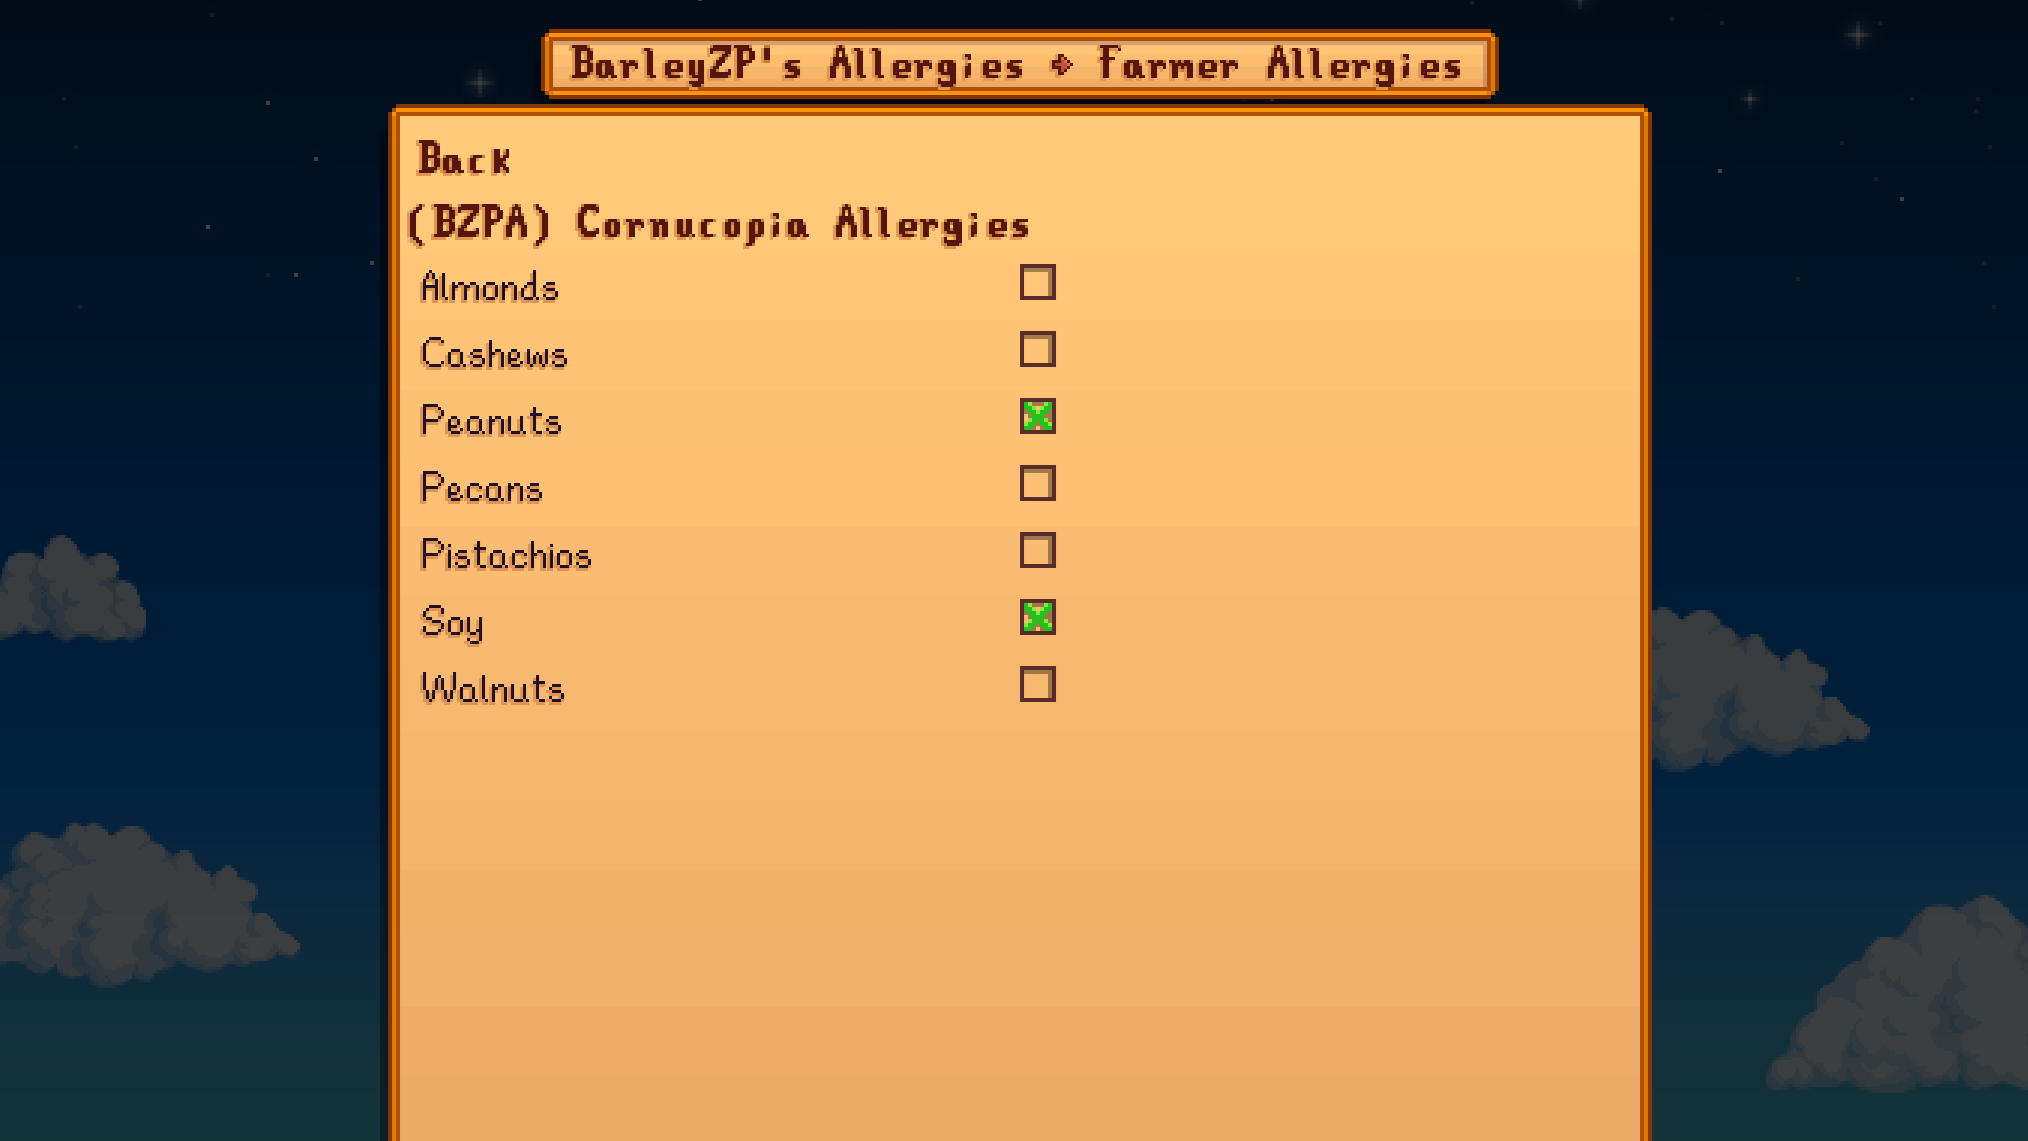 BarleyZP's Allergies → Farmer Allergies
Back
(BZPA) Cornucopia Allergies
Almonds
Cashews
Peanuts
Pecans
Pistachios
Soy
Walnuts